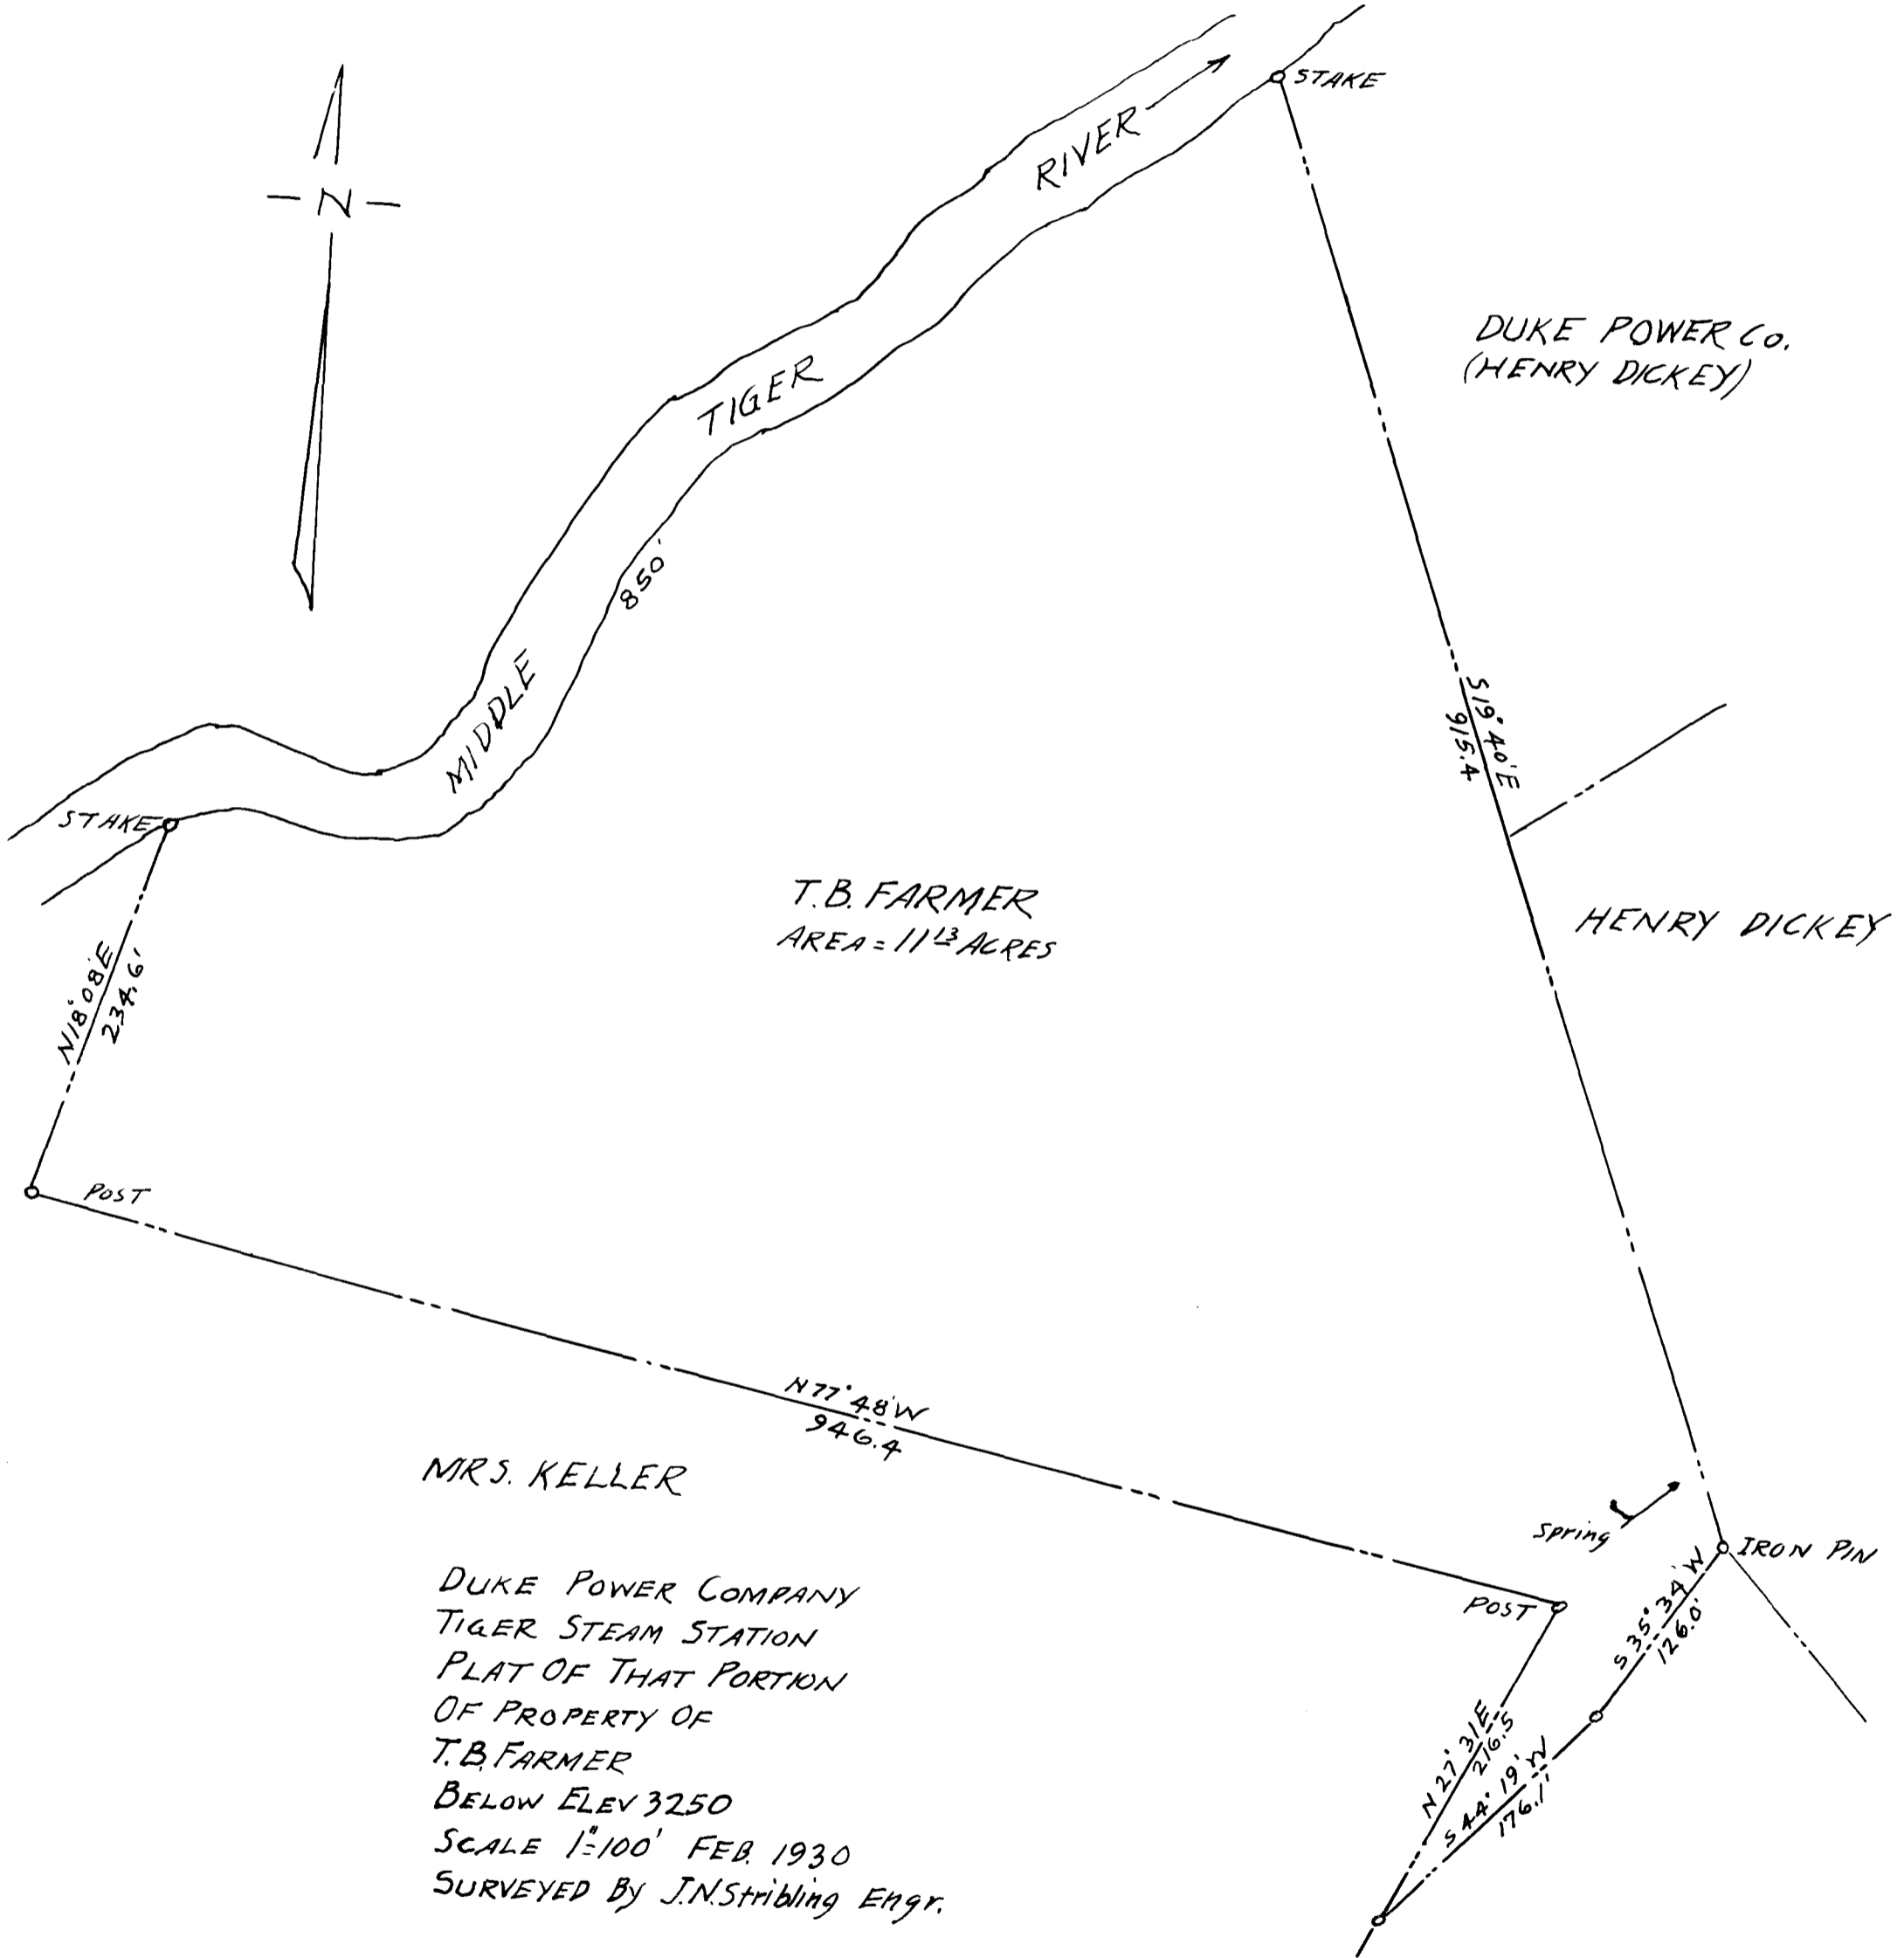 STAKE
RIVER
- N -
DUKE POWER Co.
(HENRY DICKEY)
TIGER
850'
MIDDLE
S19°40'E
915.4
STAKE
T.B. FARMER
AREA = 11 13 ACRES
HENRY DICKEY
N18°08'E
234.6'
POST
N77°48'W
946.4
MRS. KELLER
Spring
IRON PIN
POST
S35°34'W
126.0'
N27°31'E
216.5
S44°19'W
176.1'
DUKE POWER COMPANY
TIGER STEAM STATION
PLAT OF THAT PORTION
OF PROPERTY OF
T.B. FARMER
BELOW ELEV 3250
SCALE 1"=100' FEB. 1930
SURVEYED By J.N. Stribling Engr.